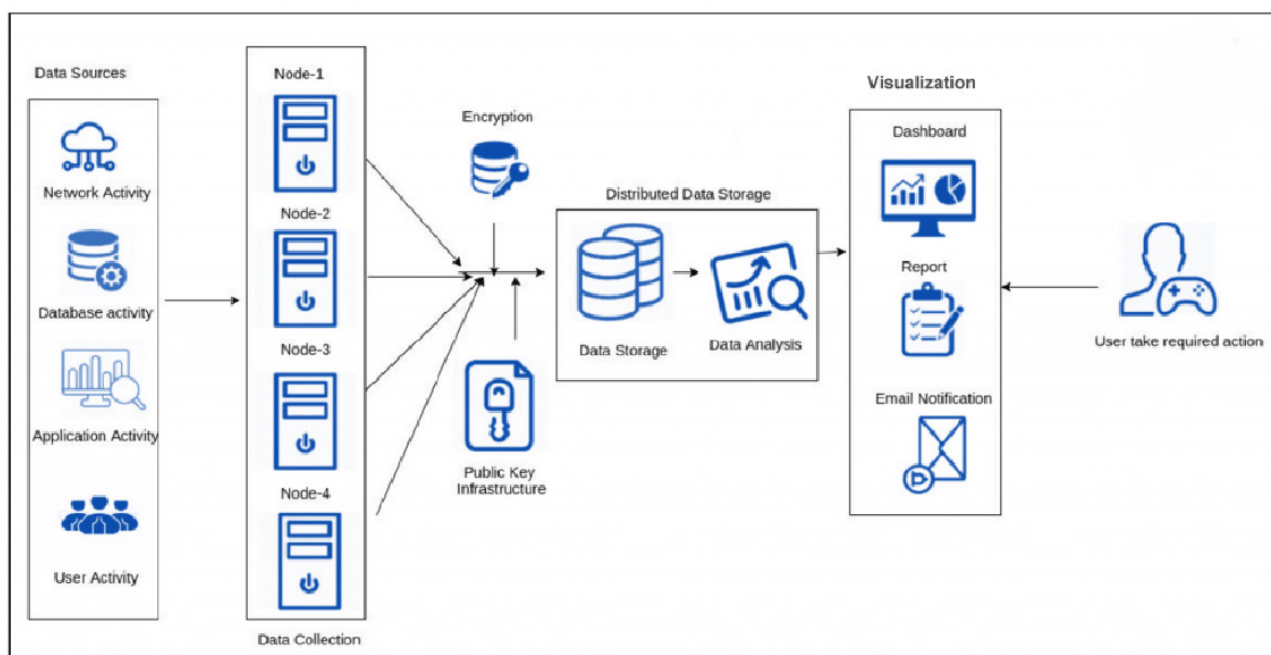 Data Sources
Network Activity
Database activity
Application Activity
User Activity
Node-1
Node-2
Node-3
Node-4
Data Collection
Encryption
Public Key
Infrastructure
Distributed Data Storage
Data Storage
Data Analysis
Visualization
Dashboard
Report
Email Notification
User take required action